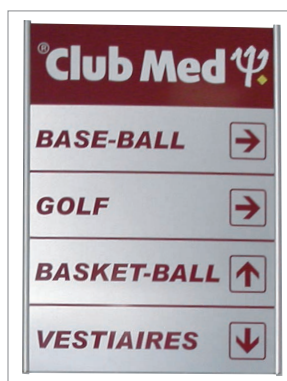 ® Club Med
BASE-BALL
GOLF
BASKET-BALL
VESTIAIRES